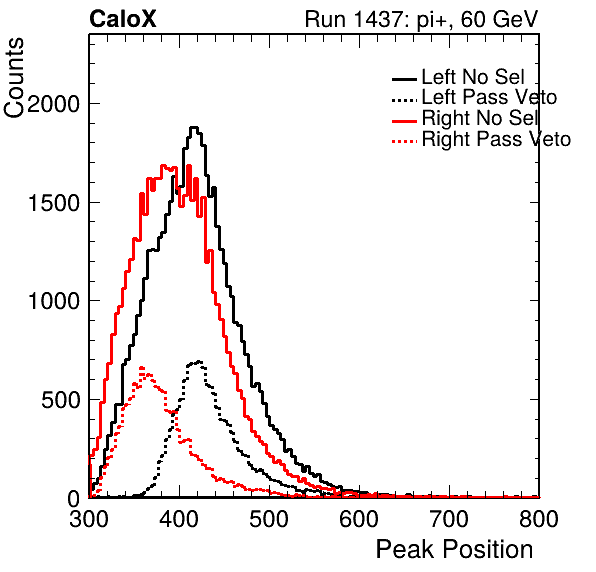 CaloX Run 1437: pi+, 60 GeV
Counts
Left No Sel
Left Pass Veto
Right No Sel
Right Pass Veto
2000
1500
1000
500
0
300 400 500 600 700 800
Peak Position